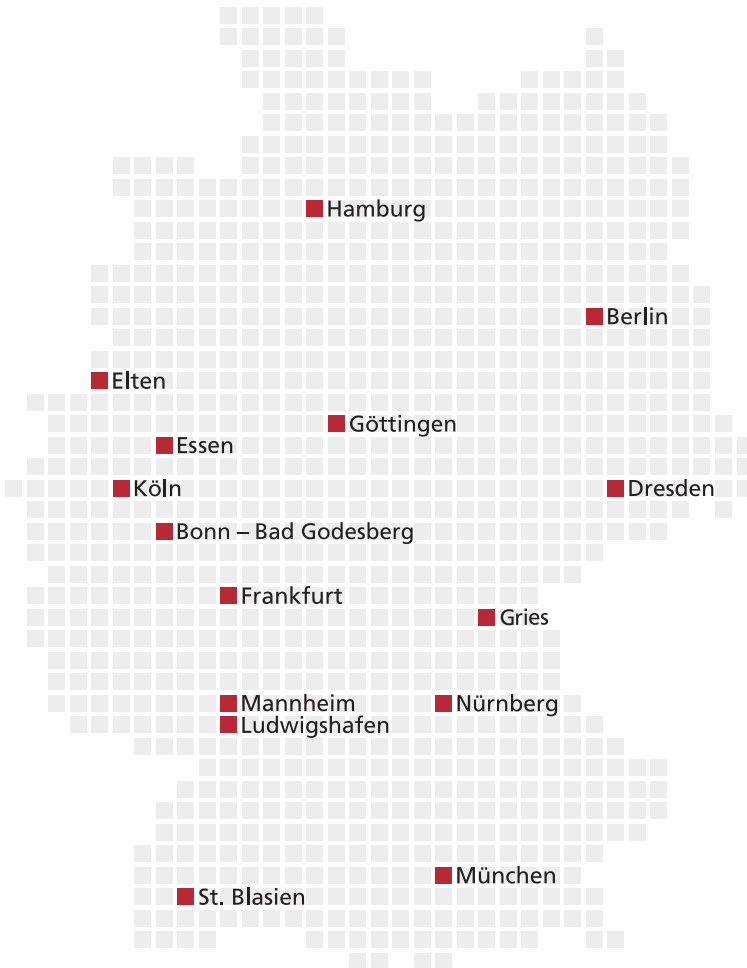 Hamburg
Berlin
Elten
Göttingen
Essen
Köln
Dresden
Bonn – Bad Godesberg
Frankfurt
Gries
Mannheim
Nürnberg
Ludwigshafen
München
St. Blasien